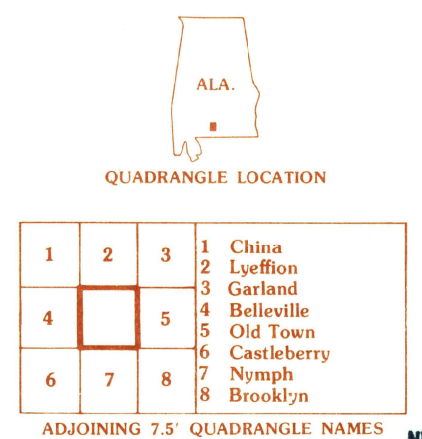 ALA.
QUADRANGLE LOCATION
1 2 3
4 5
6 7 8
1 China
2 Lyeffion
3 Garland
4 Belleville
5 Old Town
6 Castleberry
7 Nymph
8 Brooklyn
ADJOINING 7.5' QUADRANGLE NAMES